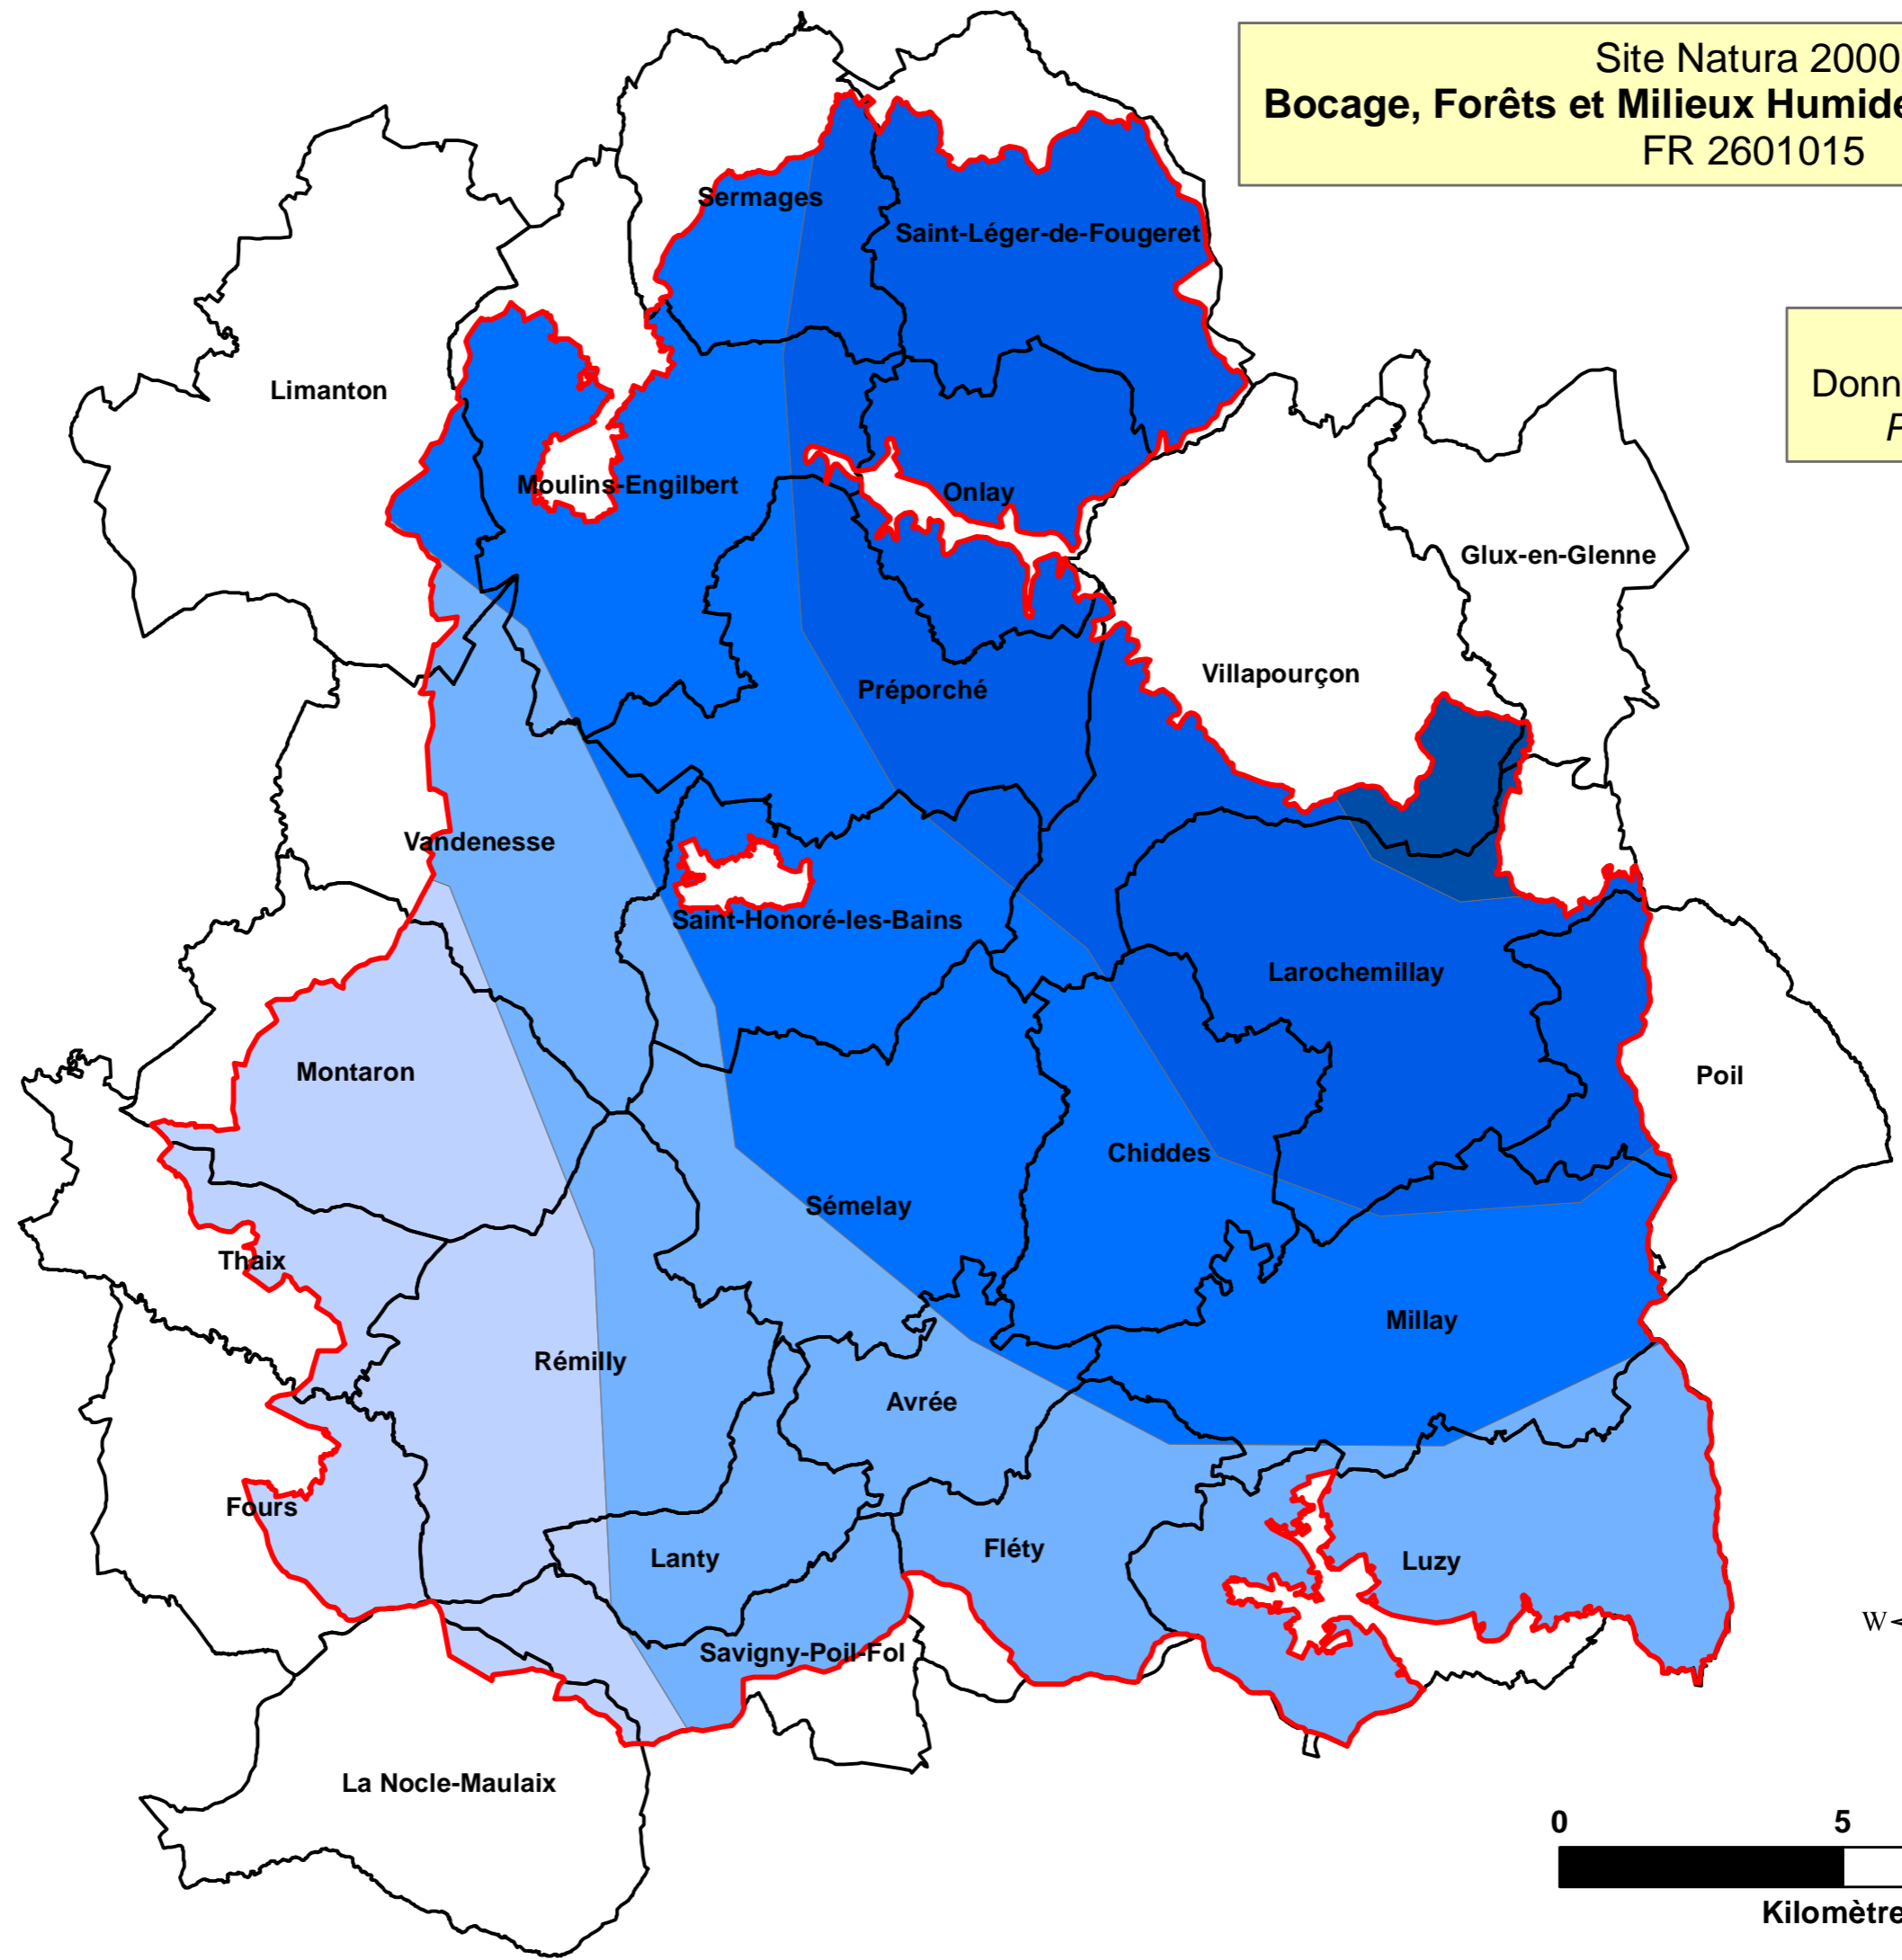 Site Natura 2000
Bocage, Forêts et Milieux Humide
FR 2601015
Sermages
Saint-Léger-de-Fougeret
Limanton
Donn
P
Moulins-Engilbert
Onlay
Glux-en-Glenne
Villapourçon
Préporché
Vandenesse
Saint-Honoré-les-Bains
Larochemillay
Montaron
Poil
Chiddes
Sémelay
Thaix
Millay
Rémilly
Avrée
Fours
Fléty
Lanty
Luzy
W
Savigny-Poil-Fol
La Nocle-Maulaix
0 5
Kilomètre